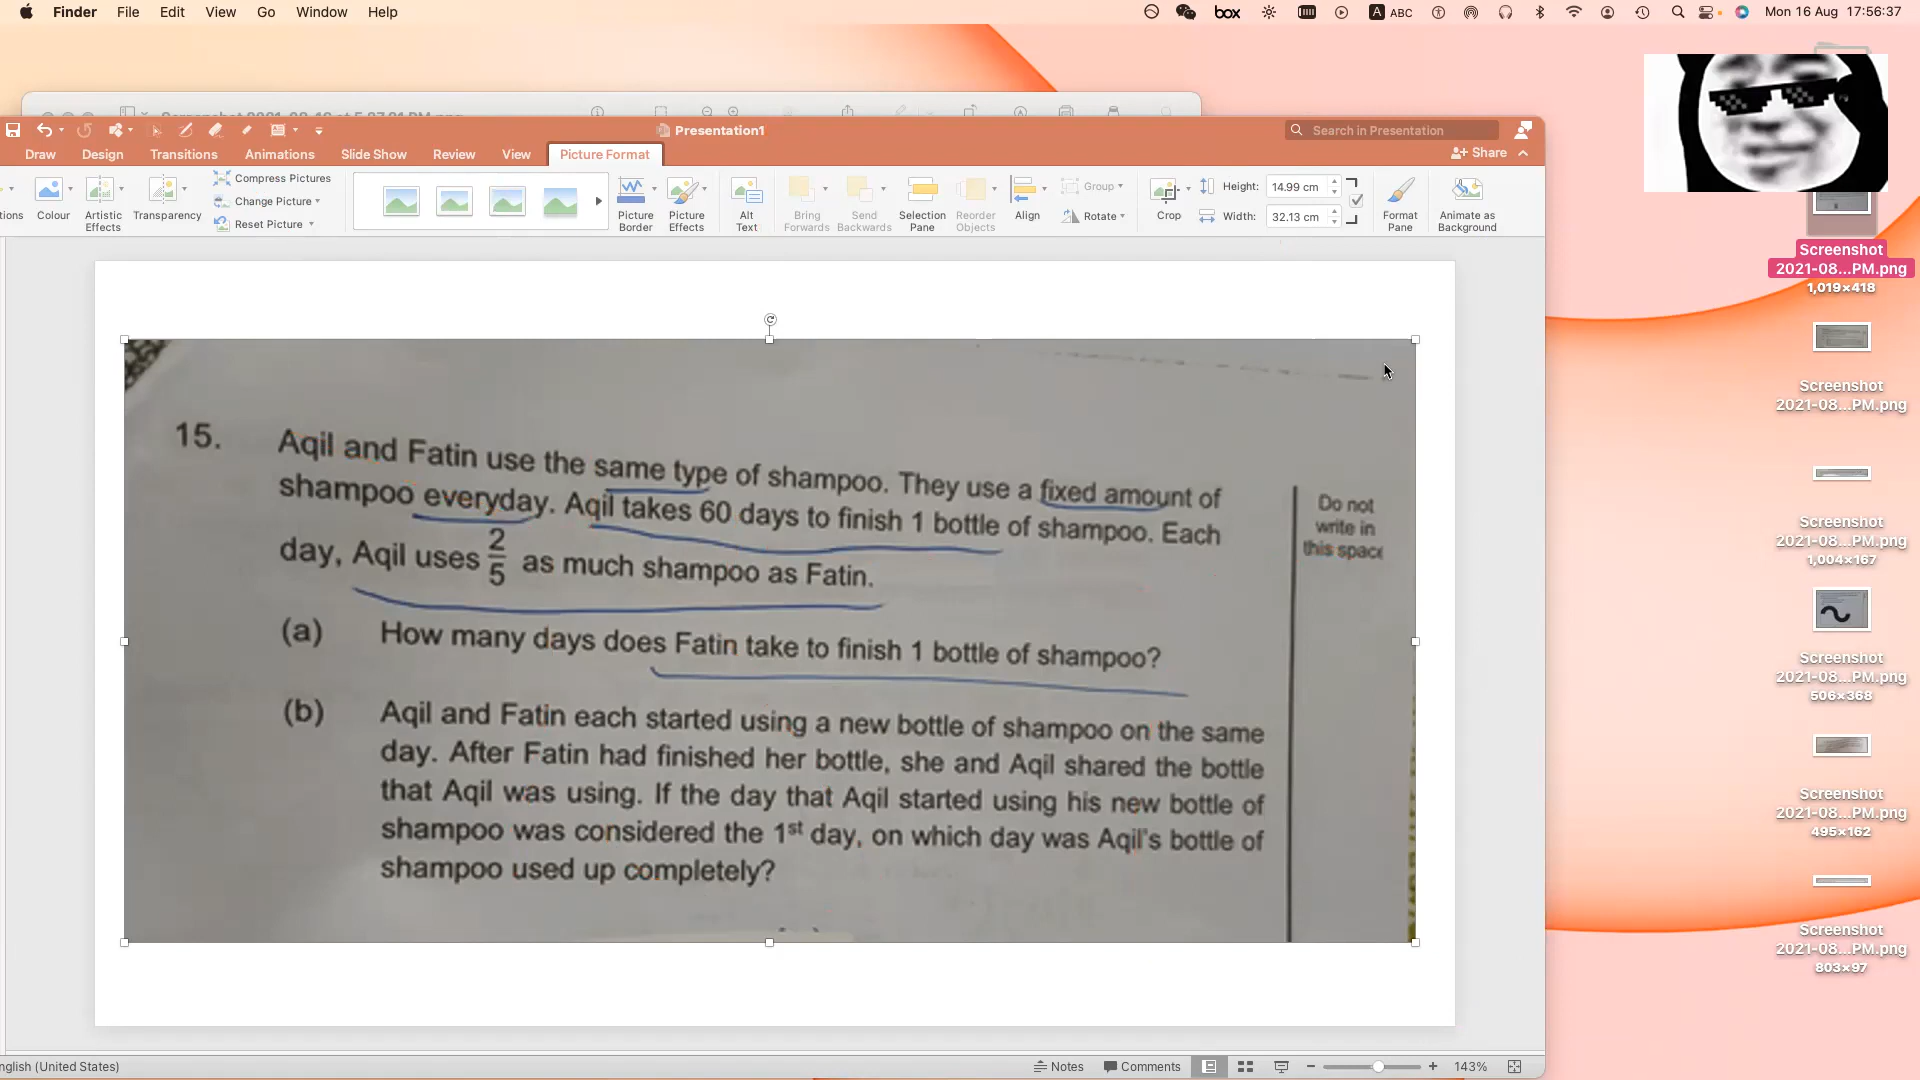 Finder File Edit View Go Window Help
box
A ABC
Mon 16 Aug 17:56:37
Presentation1
Search in Presentation
Draw Design Transitions Animations Slide Show Review View Picture Format
Share
Compress Pictures
Change Picture
Reset Picture
Colour
Artistic Effects
Transparency
Picture Border
Picture Effects
Alt Text
Bring Forwards
Send Backwards
Selection Pane
Reorder Objects
Align
Group
Rotate
Crop
Height: 14.99 cm
Width: 32.13 cm
Format Pane
Animate as Background
15. Aqil and Fatin use the same type of shampoo. They use a fixed amount of
shampoo everyday. Aqil takes 60 days to finish 1 bottle of shampoo. Each
day, Aqil uses 2/5 as much shampoo as Fatin.
(a) How many days does Fatin take to finish 1 bottle of shampoo?
(b) Aqil and Fatin each started using a new bottle of shampoo on the same
day. After Fatin had finished her bottle, she and Aqil shared the bottle
that Aqil was using. If the day that Aqil started using his new bottle of
shampoo was considered the 1st day, on which day was Aqil's bottle of
shampoo used up completely?
Do not
write in
this space
Screenshot
2021-08...PM.png
1,019×418
Screenshot
2021-08...PM.png
Screenshot
2021-08...PM.png
1,004×167
Screenshot
2021-08...PM.png
506×368
Screenshot
2021-08...PM.png
495×162
Screenshot
2021-08...PM.png
803×97
nglish (United States)
Notes
Comments
143%